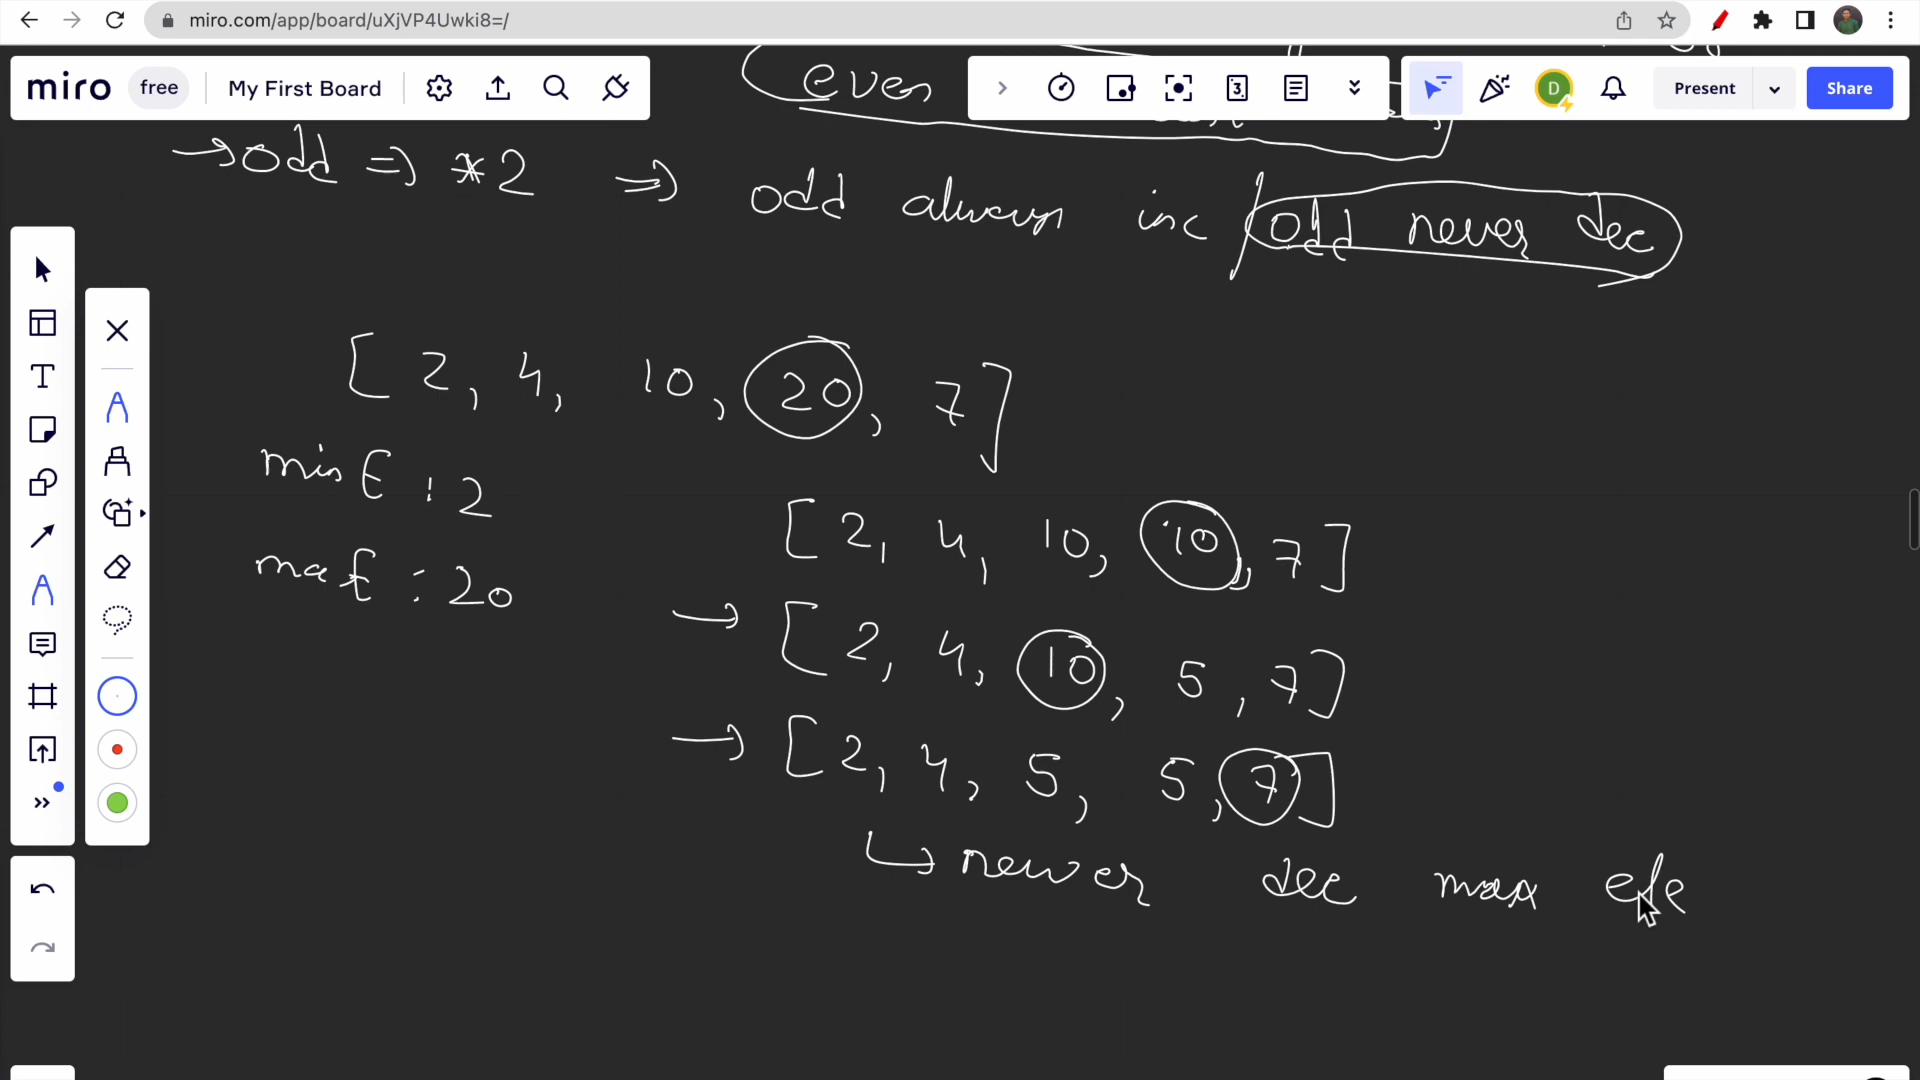 miro.com/app/board/uXjVP4Uwki8=/
miro free My First Board
3
D Present Share
even
→ odd => *2 => odd always inc / odd never dec
[ 2, 4, 10, 20, 7 ]
min E : 2
[ 2, 4, 10, 10, 7 ]
max E : 20
→ [ 2, 4, 10, 5, 7 ]
→ [ 2, 4, 5, 5, 7 ]
↳ never dec max ele
T